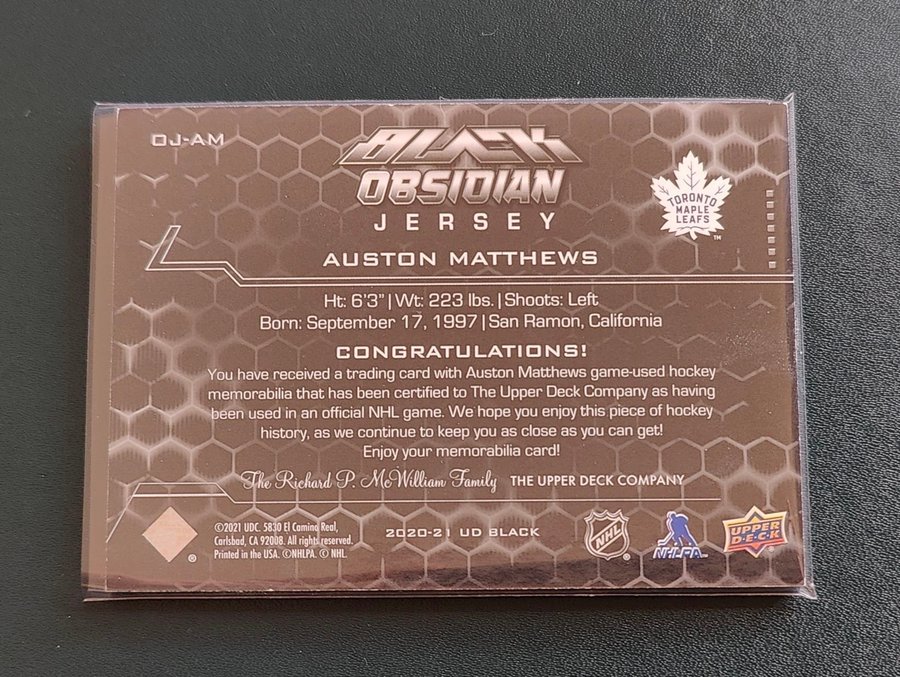 OJ-AM
BLACK
OBSIDIAN
JERSEY
TORONTO
MAPLE
LEAFS
TM
AUSTON MATTHEWS
Ht: 6'3" | Wt: 223 lbs. | Shoots: Left
Born: September 17, 1997 | San Ramon, California
CONGRATULATIONS!
You have received a trading card with Auston Matthews game-used hockey
memorabilia that has been certified to The Upper Deck Company as having
been used in an official NHL game. We hope you enjoy this piece of hockey
history, as we continue to keep you as close as you can get!
Enjoy your memorabilia card!
The Richard P. McWilliam Family THE UPPER DECK COMPANY
©2021 UDC. 5830 El Camino Real,
Carlsbad, CA 92008. All rights reserved.
Printed in the USA. ©NHLPA. © NHL.
2020-21 UD BLACK
NHL
NHLPA
UPPER
DECK